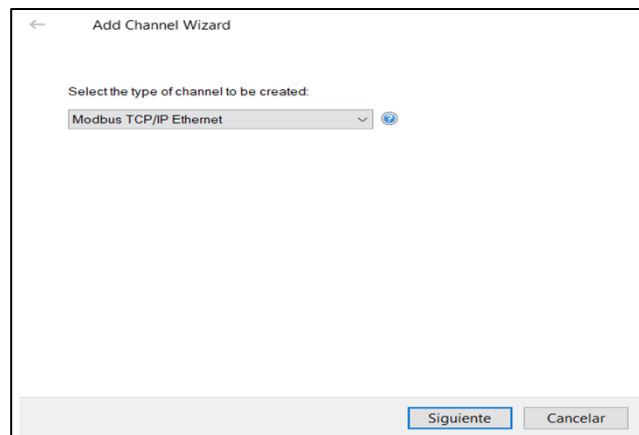 Add Channel Wizard
Select the type of channel to be created:
Modbus TCP/IP Ethernet
Siguiente Cancelar